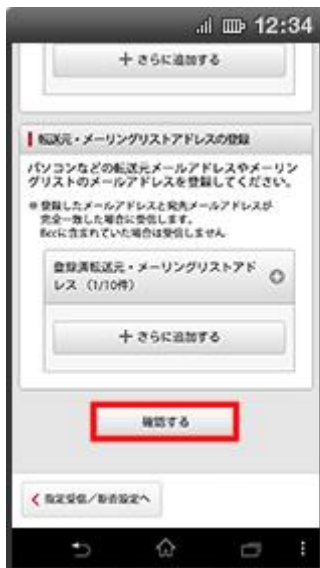 12:34
＋ さらに追加する
転送元・メーリングリストアドレスの登録
パソコンなどの転送元メールアドレスやメーリン
グリストのメールアドレスを登録してください。
※ 登録したメールアドレスと宛先メールアドレスが
完全一致した場合に受信します。
Bccに含まれていた場合は受信しません
登録済転送元・メーリングリストアド
レス （1/10件）
＋ さらに追加する
確認する
指定受信／拒否設定へ